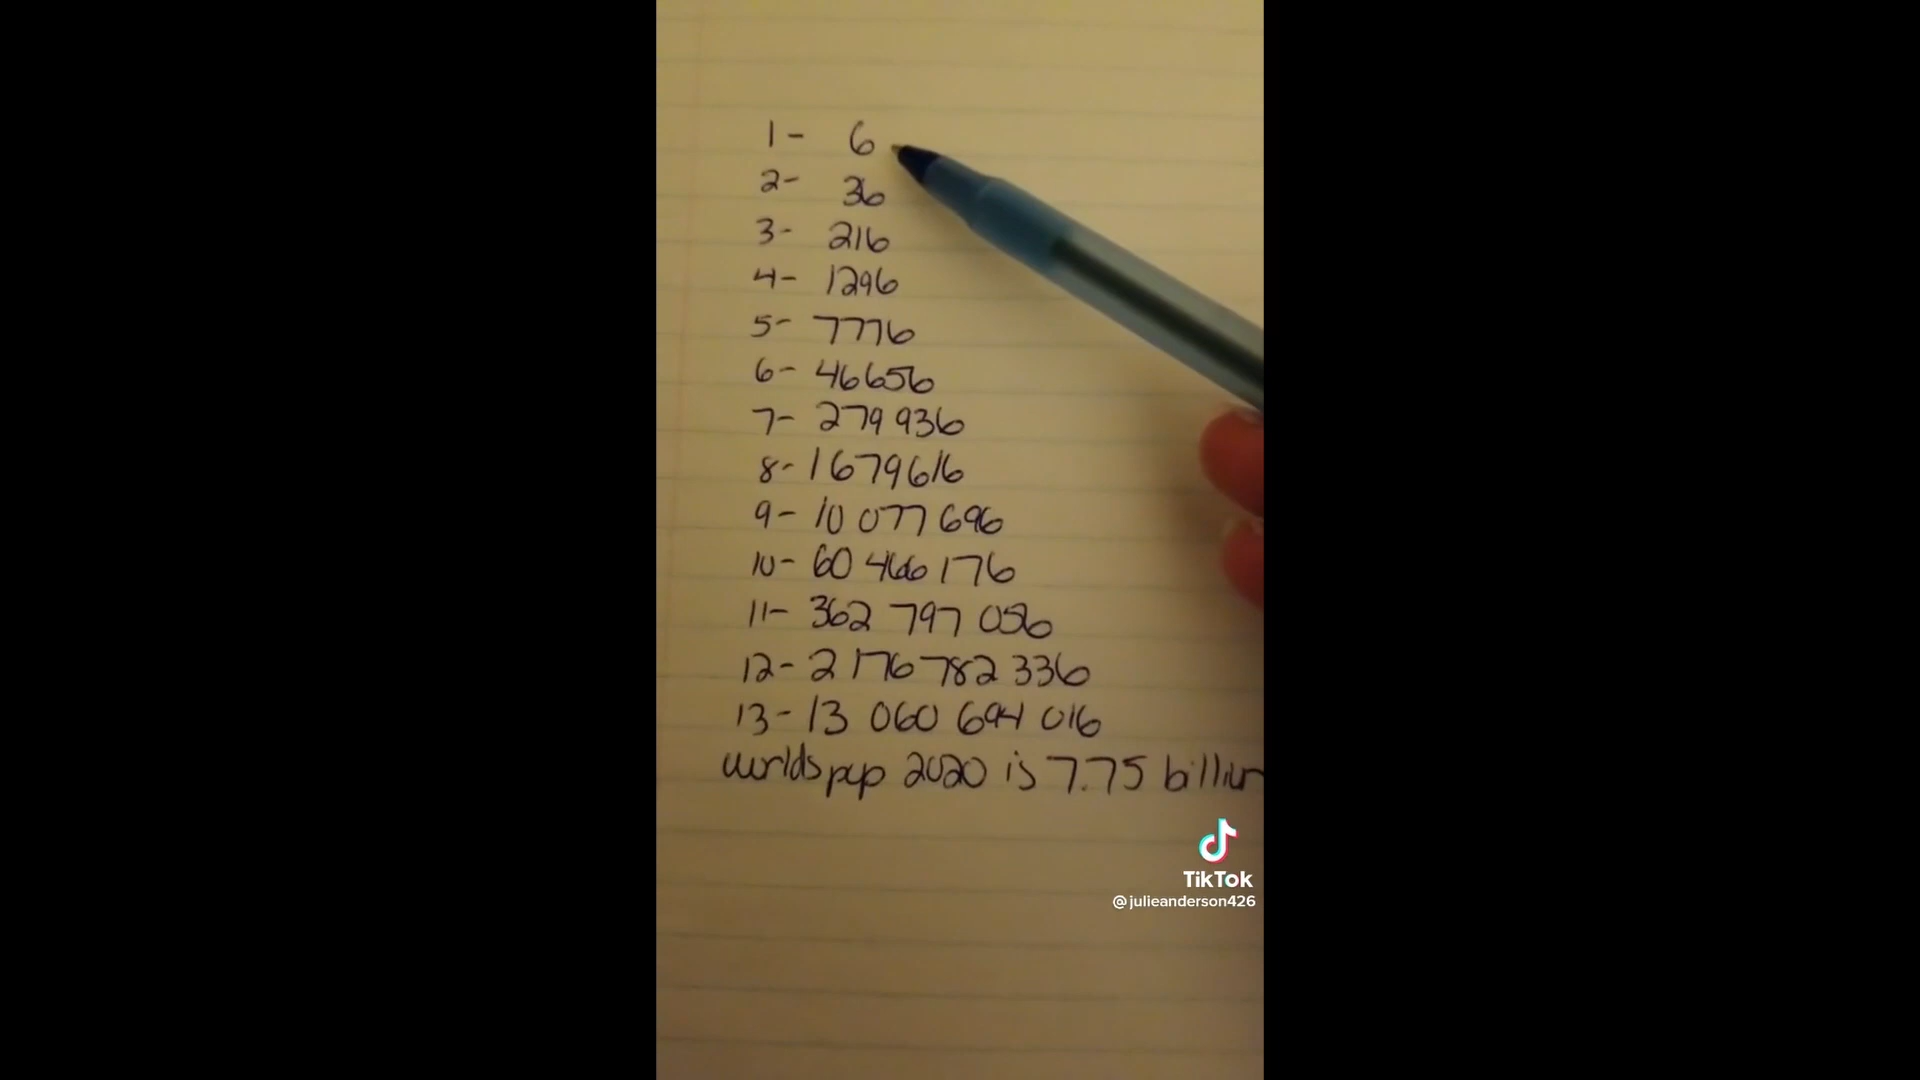 1- 6
2- 36
3- 216
4- 1296
5- 7776
6- 46656
7- 279 936
8- 1679616
9- 10 077 696
10- 60 466 176
11- 362 797 056
12- 2 176 782 336
13- 13 060 694 016
worlds pop 2020 is 7.75 billion
TikTok
@julieanderson426